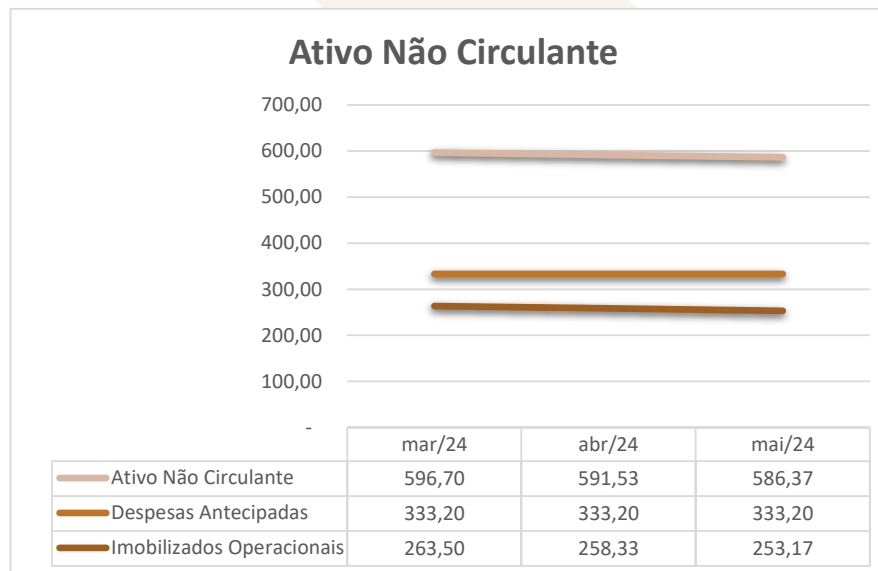 Ativo Não Circulante
700,00
600,00
500,00
400,00
300,00
200,00
100,00
-
mar/24 abr/24 mai/24
Ativo Não Circulante 596,70 591,53 586,37
Despesas Antecipadas 333,20 333,20 333,20
Imobilizados Operacionais 263,50 258,33 253,17